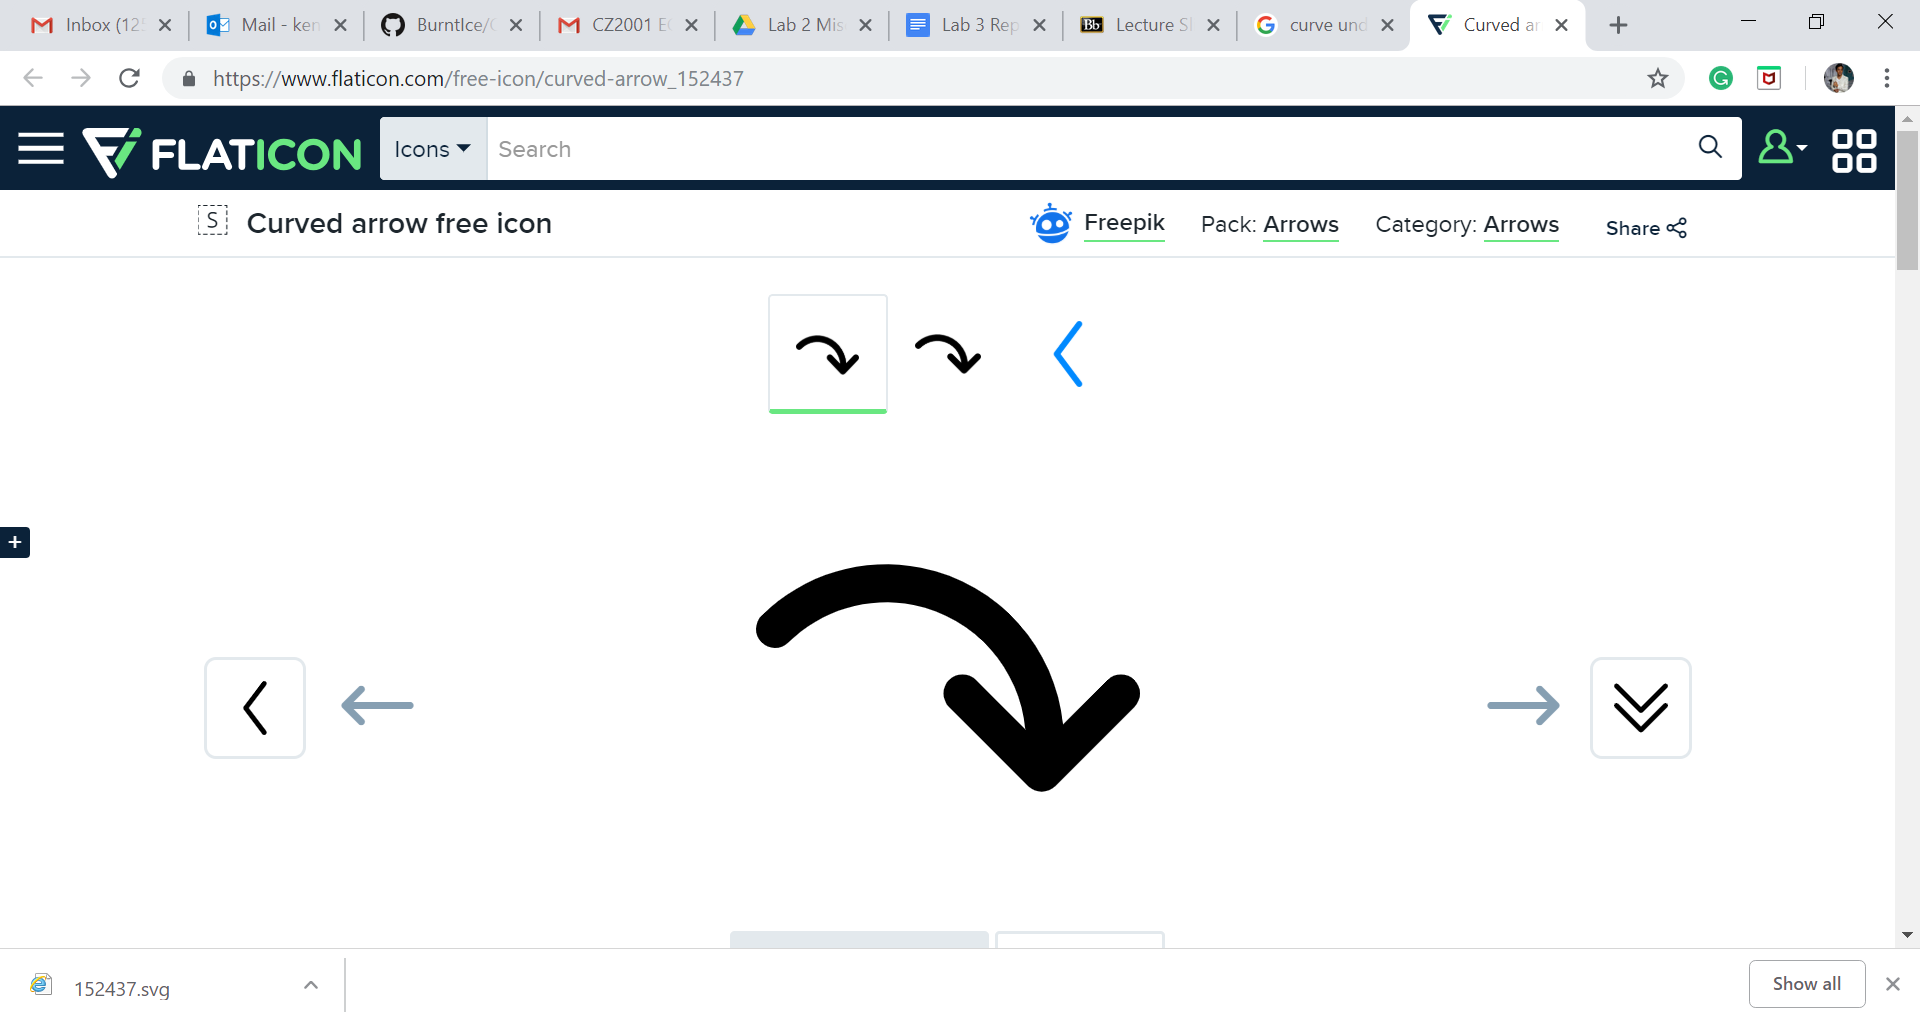 Inbox (12
Mail - ken
BurntIce/
CZ2001 E
Lab 2 Mis
Lab 3 Rep
Bb
Lecture Sl
curve und
Curved ar
https://www.flaticon.com/free-icon/curved-arrow_152437
FLATICON
Icons
Search
S
Curved arrow free icon
Freepik
Pack: Arrows
Category: Arrows
Share
+
152437.svg
Show all